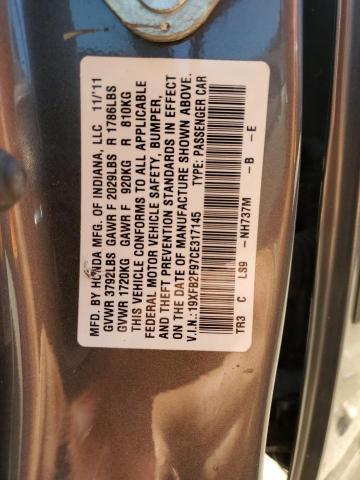 MFD. BY HONDA MFG. OF INDIANA, LLC 11/'11
GVWR 3792LBS GAWR F 2029LBS R 1786LBS
GVWR 1720KG GAWR F 920KG R 810KG
THIS VEHICLE CONFORMS TO ALL APPLICABLE
FEDERAL MOTOR VEHICLE SAFETY, BUMPER,
AND THEFT PREVENTION STANDARDS IN EFFECT
ON THE DATE OF MANUFACTURE SHOWN ABOVE.
V.I.N.: 19XFB2F97CE317145 TYPE: PASSENGER CAR
TR3 C LS9 -NH737M -B -E